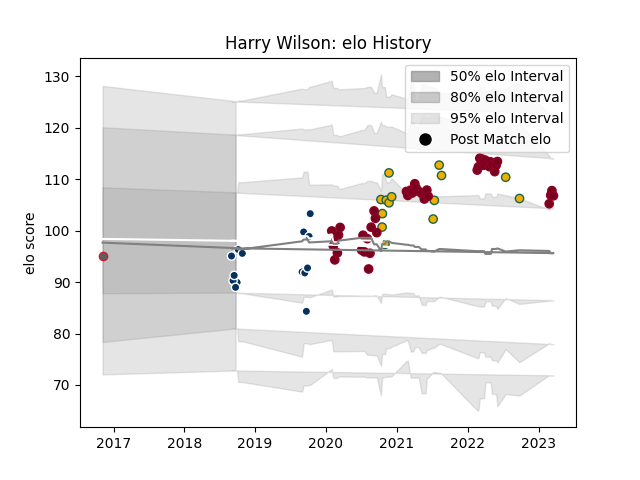 Harry Wilson: elo History
50% elo Interval
80% elo Interval
95% elo Interval
Post Match elo
elo score
130
120
110
100
90
80
70
2017 2018 2019 2020 2021 2022 2023